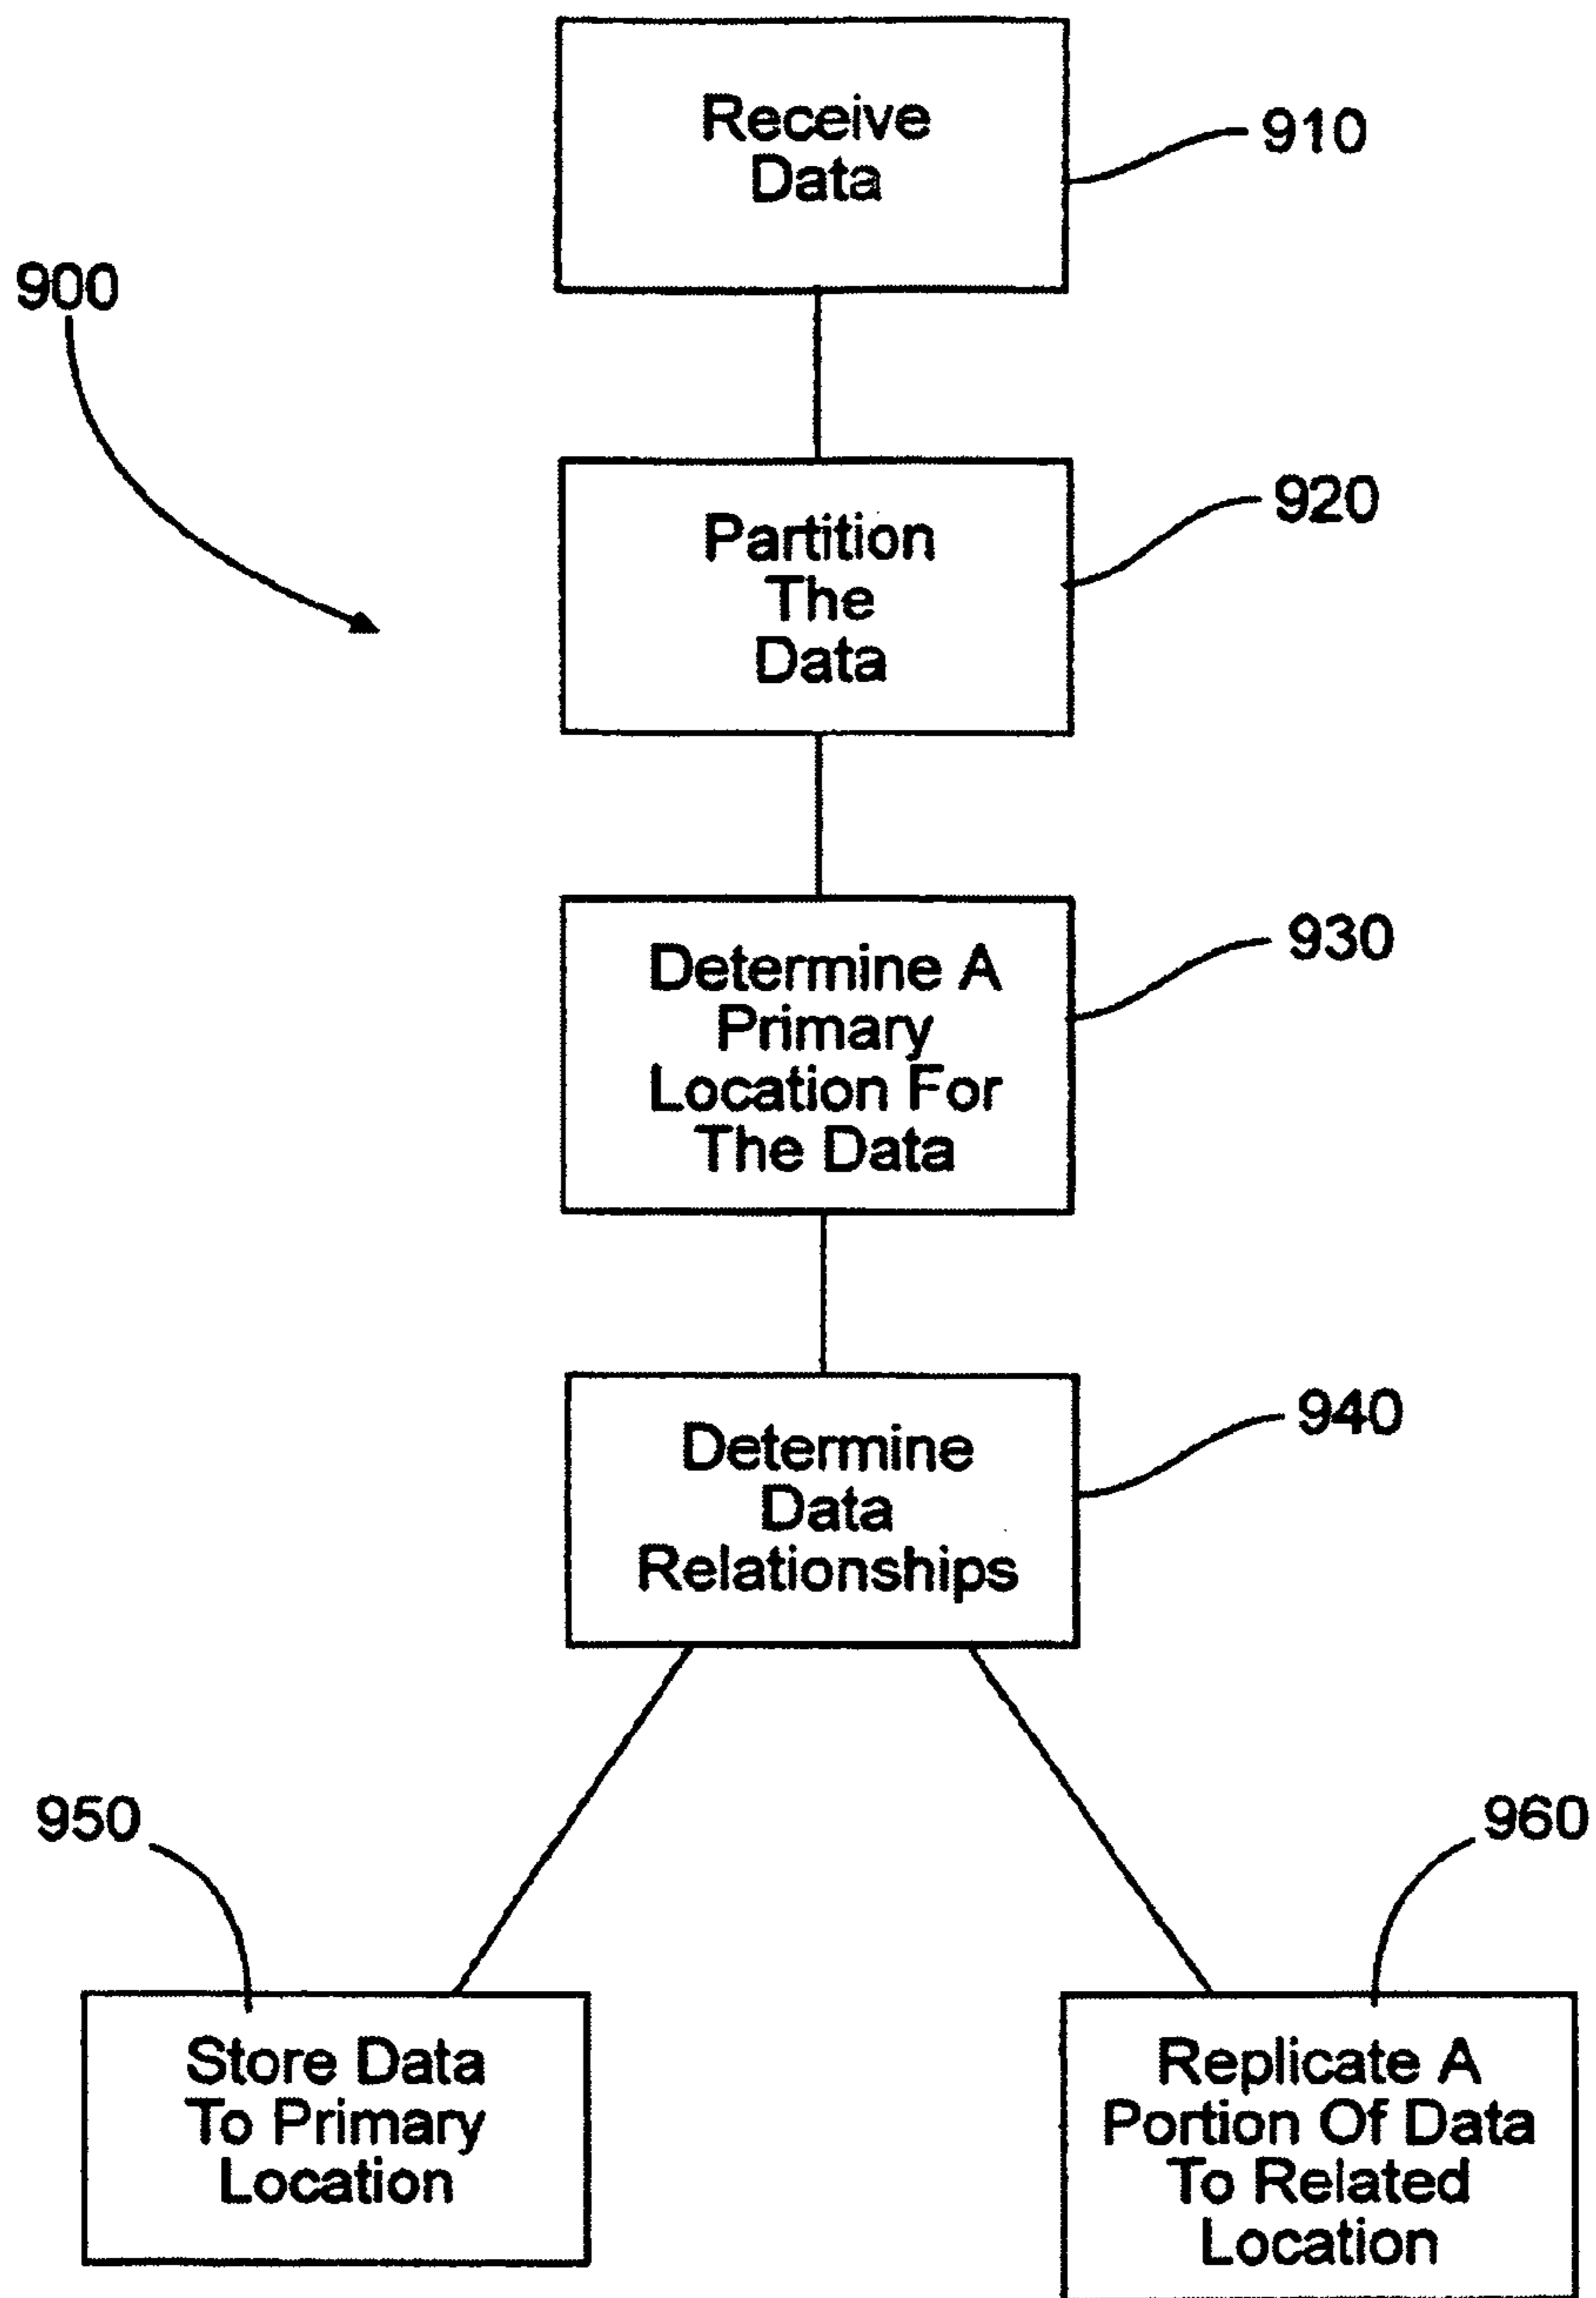 Receive
Data
910
900
Partition
The
Data
920
Determine A
Primary
Location For
The Data
930
Determine
Data
Relationships
940
950
960
Store Data
To Primary
Location
Replicate A
Portion Of Data
To Related
Location